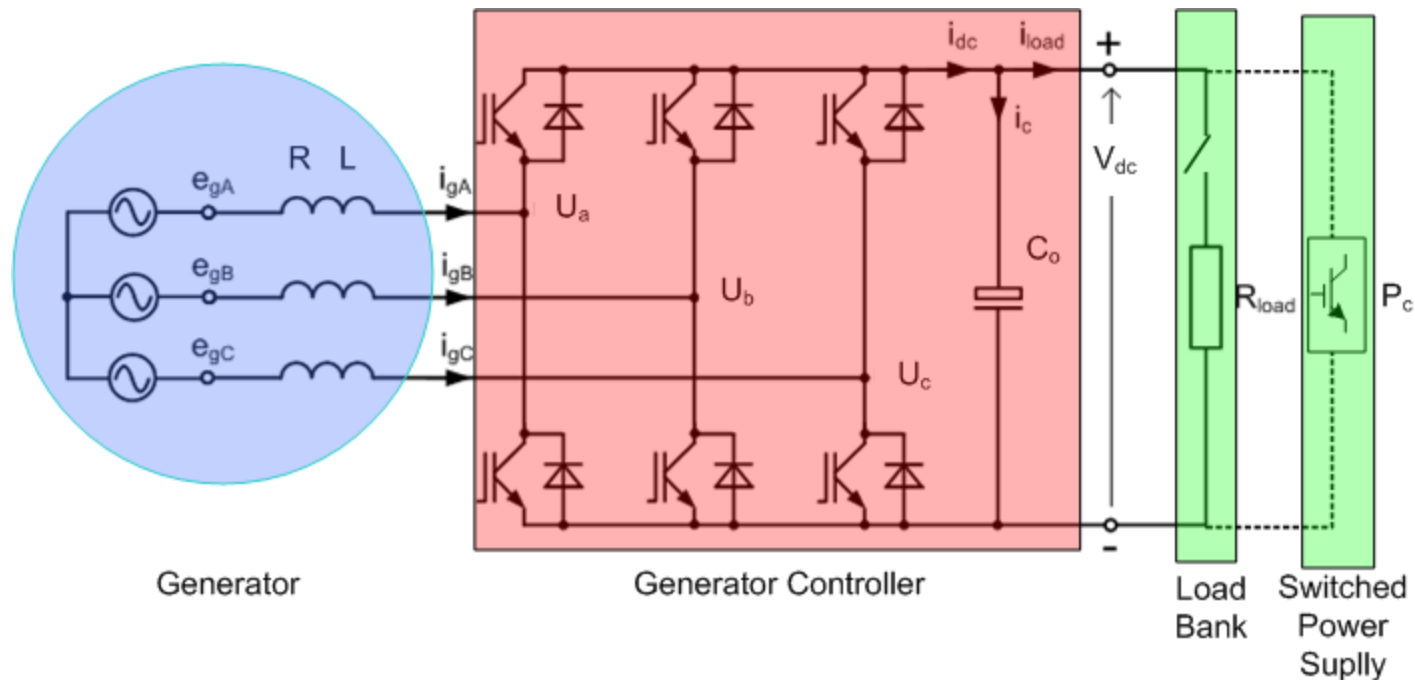 i_dc i_load
+
i_c
V_dc
R L
e_gA i_gA
U_a
e_gB i_gB
U_b
C_o
R_load
P_c
e_gC i_gC
U_c
-
Generator
Generator Controller
Load
Bank
Switched
Power
Suplly